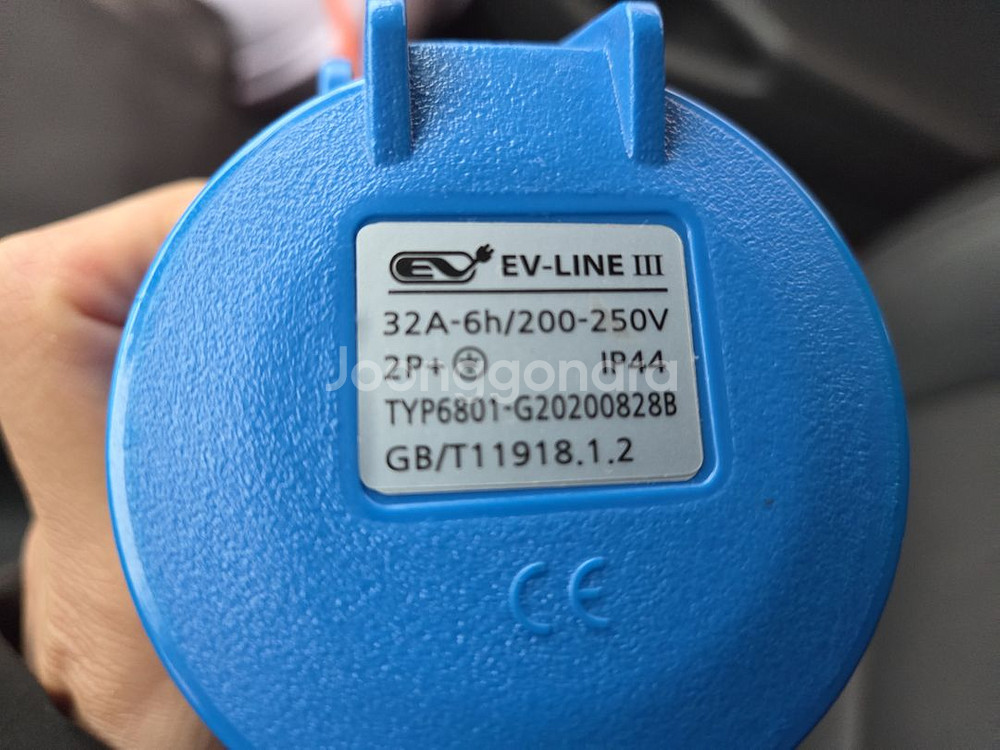 EV EV-LINE III
32A-6h/200-250V
2P+ IP44
Joonggonara
TYP6801-G20200828B
GB/T11918.1.2
CE